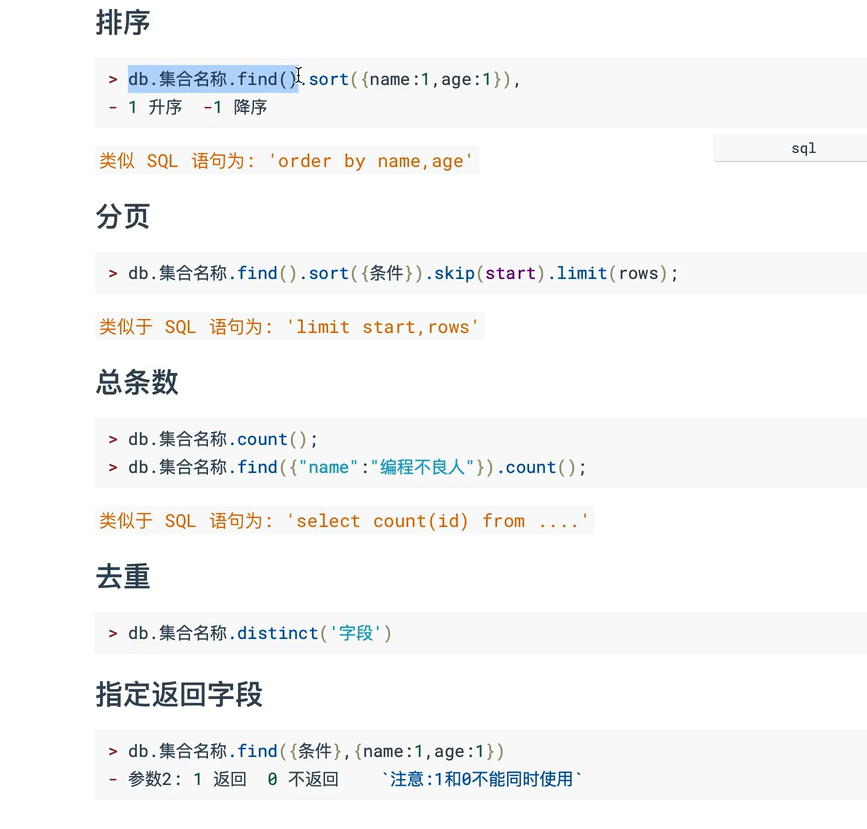 排序
> db.集合名称.find().sort({name:1,age:1}),
- 1 升序  -1 降序
类似 SQL 语句为: 'order by name,age'
sql
分页
> db.集合名称.find().sort({条件}).skip(start).limit(rows);
类似于 SQL 语句为: 'limit start,rows'
总条数
> db.集合名称.count();
> db.集合名称.find({"name":"编程不良人"}).count();
类似于 SQL 语句为: 'select count(id) from ....'
去重
> db.集合名称.distinct('字段')
指定返回字段
> db.集合名称.find({条件},{name:1,age:1})
- 参数2: 1 返回  0 不返回    `注意:1和0不能同时使用`